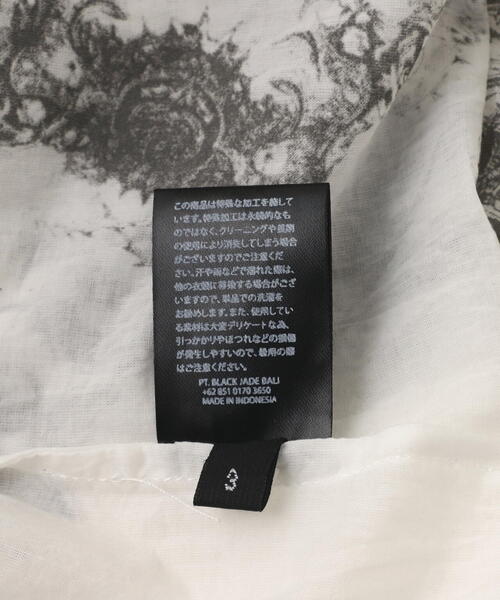 この商品は特殊な加工を施して
います。特殊加工は永続的なも
のではなく、クリーニングや着用
の使用により消失してしまう場合
がございますのでご注意くださ
い。汗や雨などで濡れた際は、
他の衣類に移染する場合がござ
いますので、単品での洗濯を
お勧めします。また、使用してい
る素材は大変デリケートな為、
引っかかりやほつれなどの損傷
が発生しやすいので、着用の際
はご注意ください。
PT. BLACK JADE BALI
+62 851 0170 3650
MADE IN INDONESIA
3